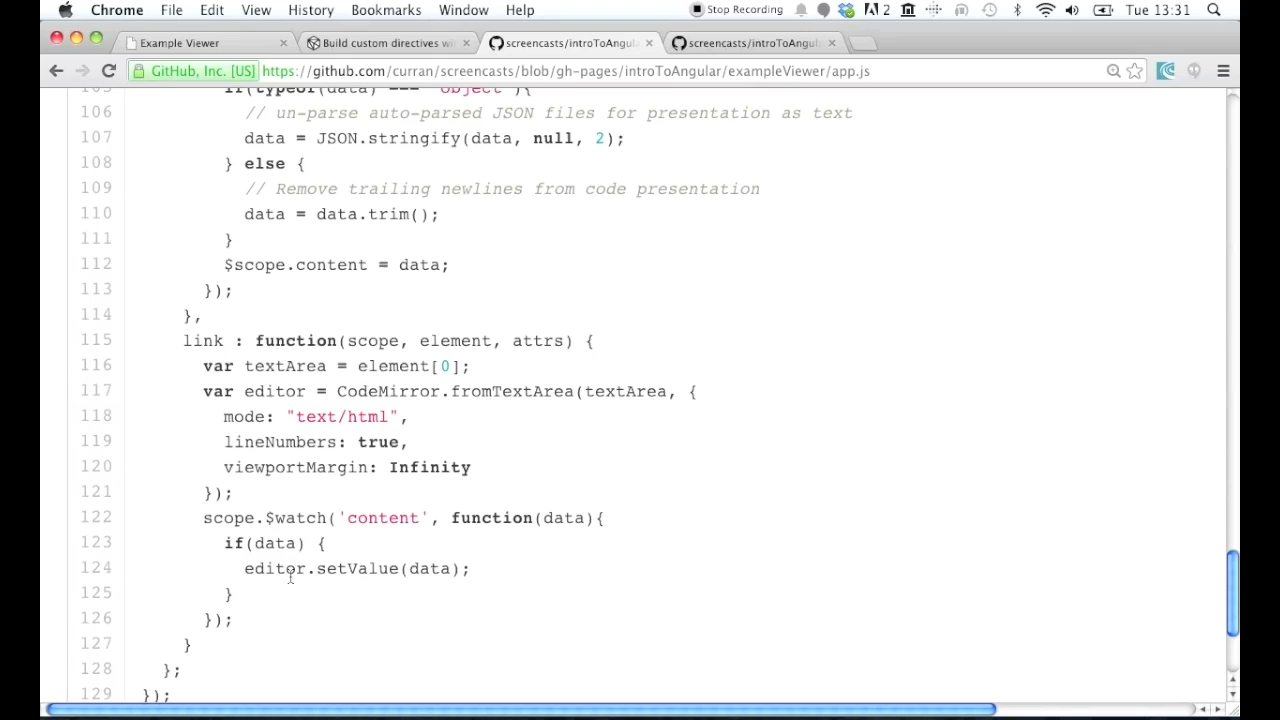 Chrome File Edit View History Bookmarks Window Help Stop Recording 2 Tue 13:31
Example Viewer Build custom directives wi screencasts/introToAngul screencasts/introToAngul
GitHub, Inc. [US] https://github.com/curran/screencasts/blob/gh-pages/introToAngular/exampleViewer/app.js
105 if(typeof(data) === 'object'){
106 // un-parse auto-parsed JSON files for presentation as text
107 data = JSON.stringify(data, null, 2);
108 } else {
109 // Remove trailing newlines from code presentation
110 data = data.trim();
111 }
112 $scope.content = data;
113 });
114 },
115 link : function(scope, element, attrs) {
116 var textArea = element[0];
117 var editor = CodeMirror.fromTextArea(textArea, {
118 mode: "text/html",
119 lineNumbers: true,
120 viewportMargin: Infinity
121 });
122 scope.$watch('content', function(data){
123 if(data) {
124 editor.setValue(data);
125 }
126 });
127 }
128 };
129 });